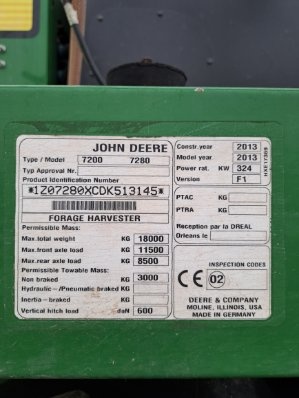 JOHN DEERE
Type / Model 7200 7280
Type Approval Nr.
Product Identification Number
*1Z07280XCDK513145*
FORAGE HARVESTER
Permissible Mass:
Max.total weight KG 18000
Max.front axle load KG 11500
Max.rear axle load KG 8500
Permissible Towable Mass:
Non braked KG 3000
Hydraulic-/Pneumatic braked KG
Inertia - braked KG
Vertical hitch load daN 600
Constr.year 2013
Model year 2013
Power rat. KW 324
Version F1
PTAC KG
PTRA KG
Reception par la DREAL
Orleans le
INSPECTION CODES
CE 02
DEERE & COMPANY
MOLINE, ILLINOIS, USA
MADE IN GERMANY